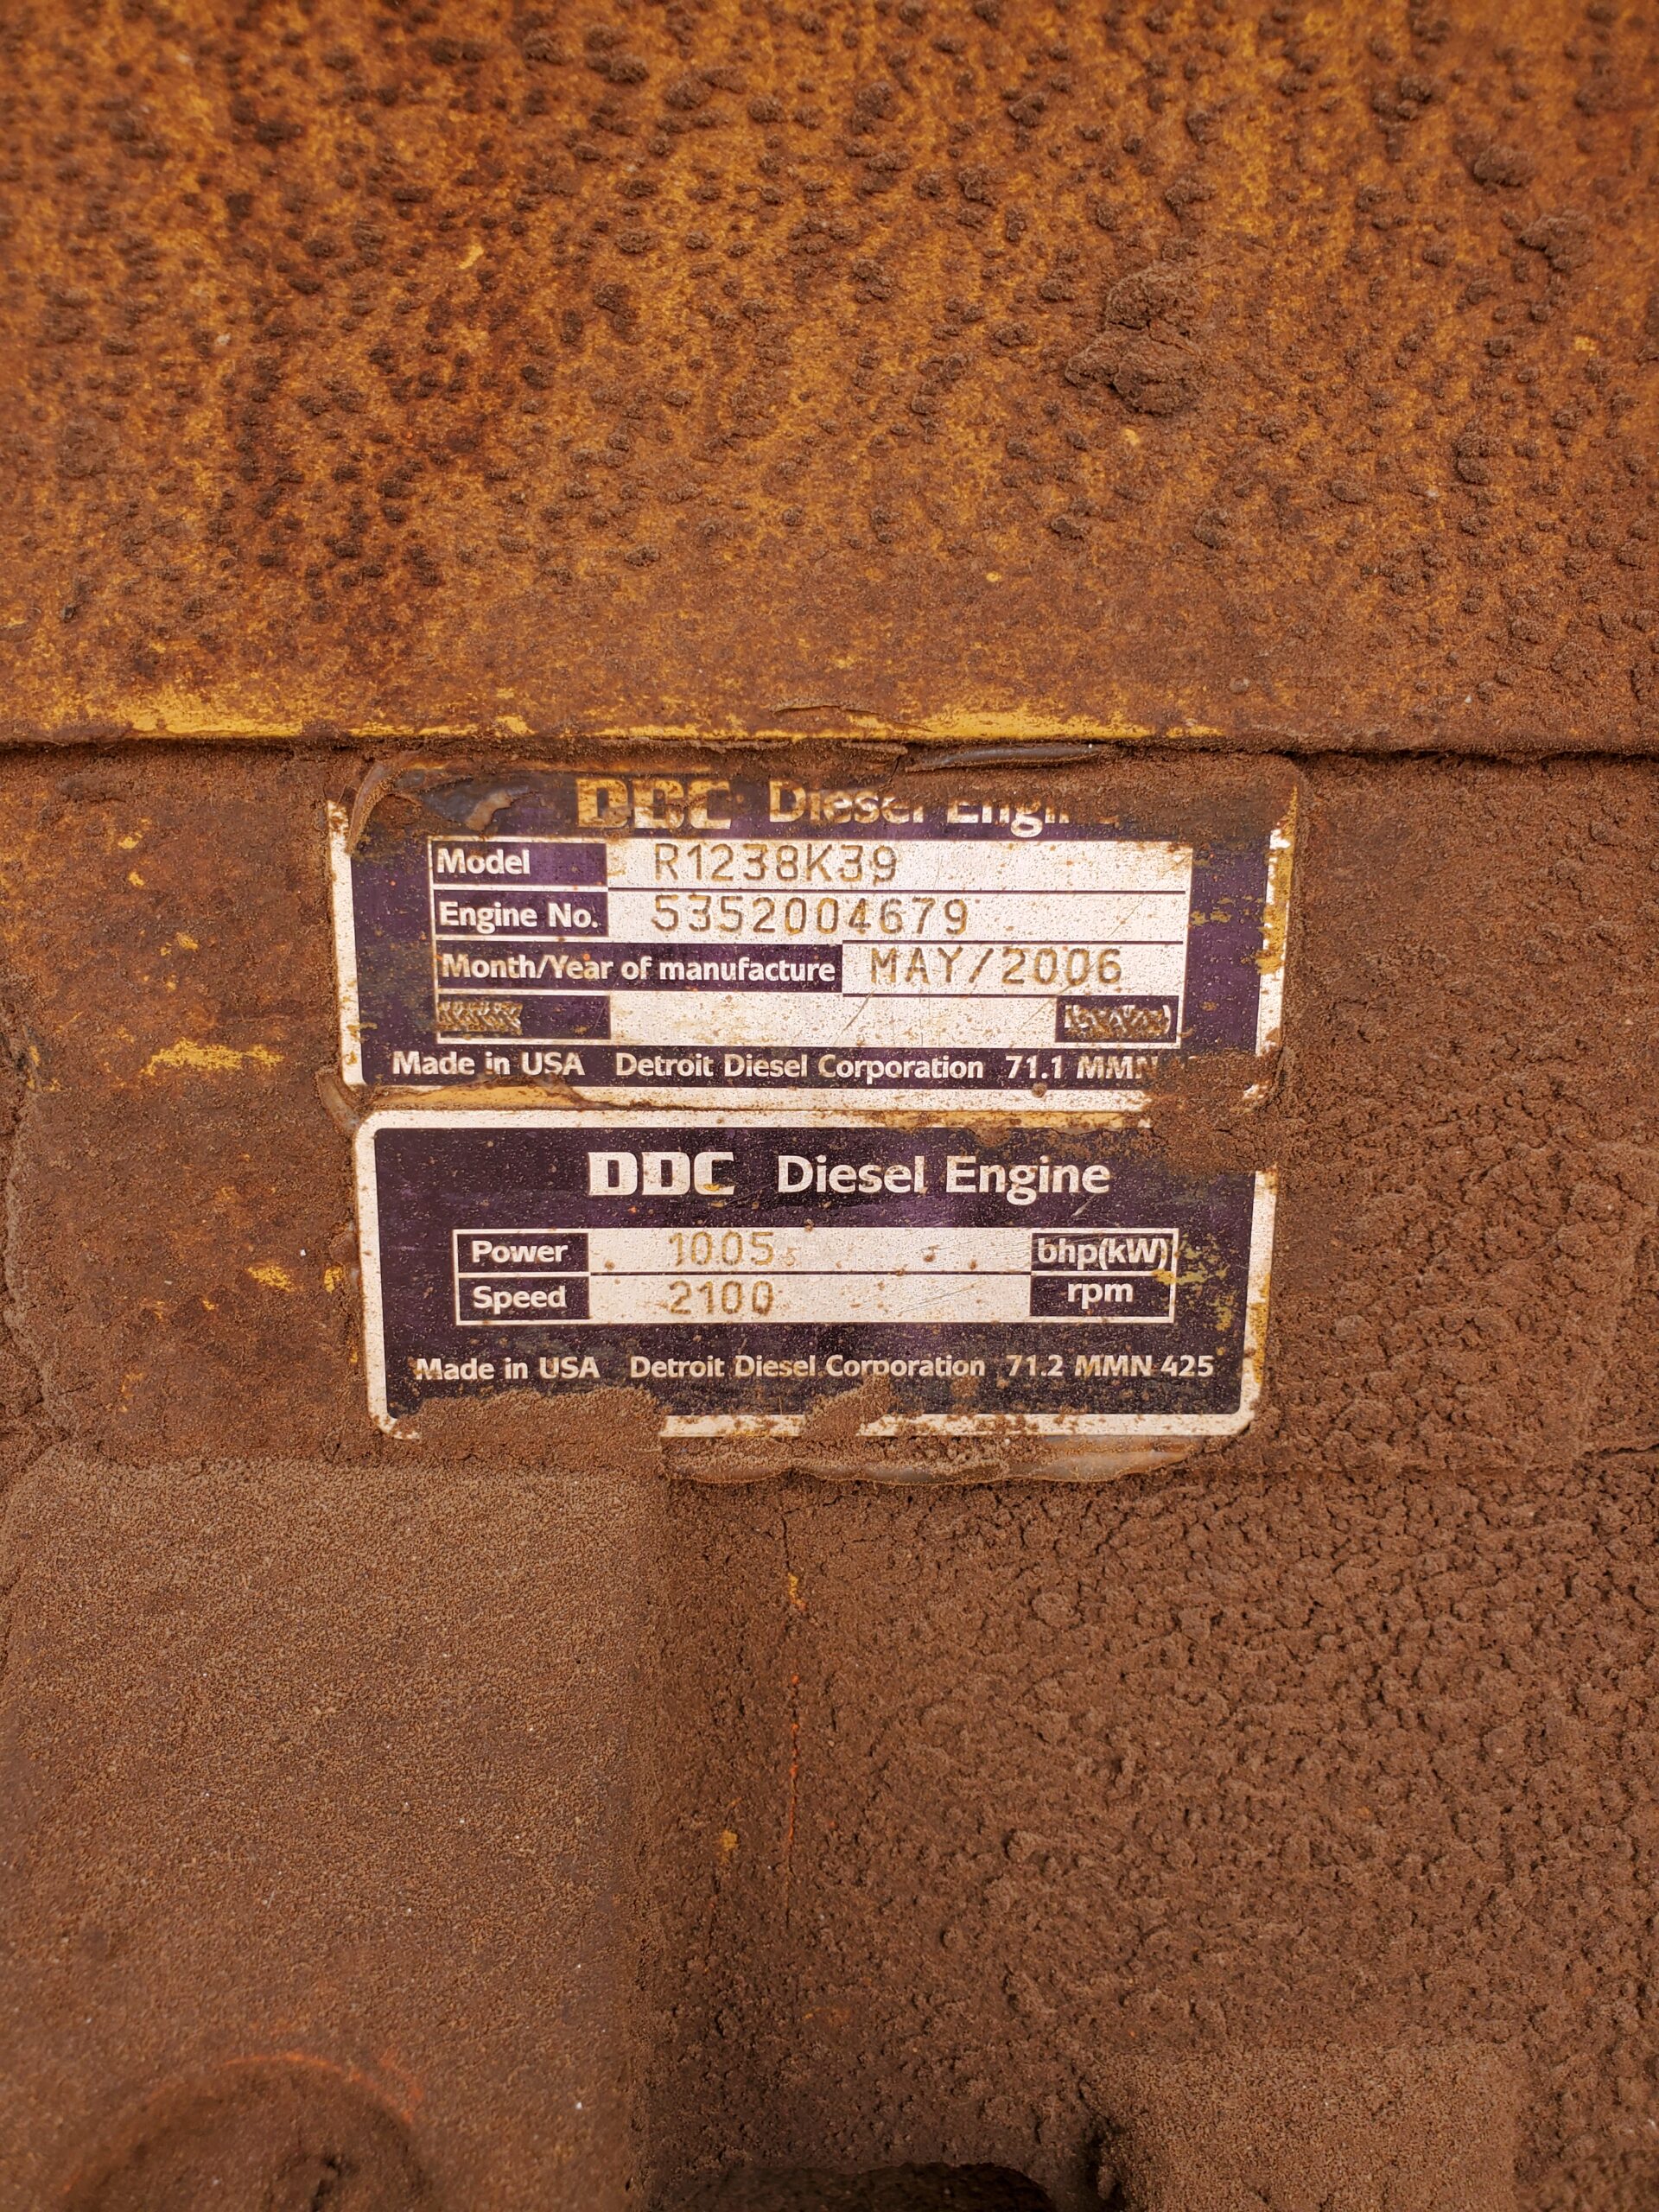 DDC Diesel Engine
Model R1238K39
Engine No. 5352004679
Month/Year of manufacture MAY/2006
Made in USA Detroit Diesel Corporation 71.1 MMN
DDC Diesel Engine
Power 1005 bhp(kW)
Speed 2100 rpm
Made in USA Detroit Diesel Corporation 71.2 MMN 425